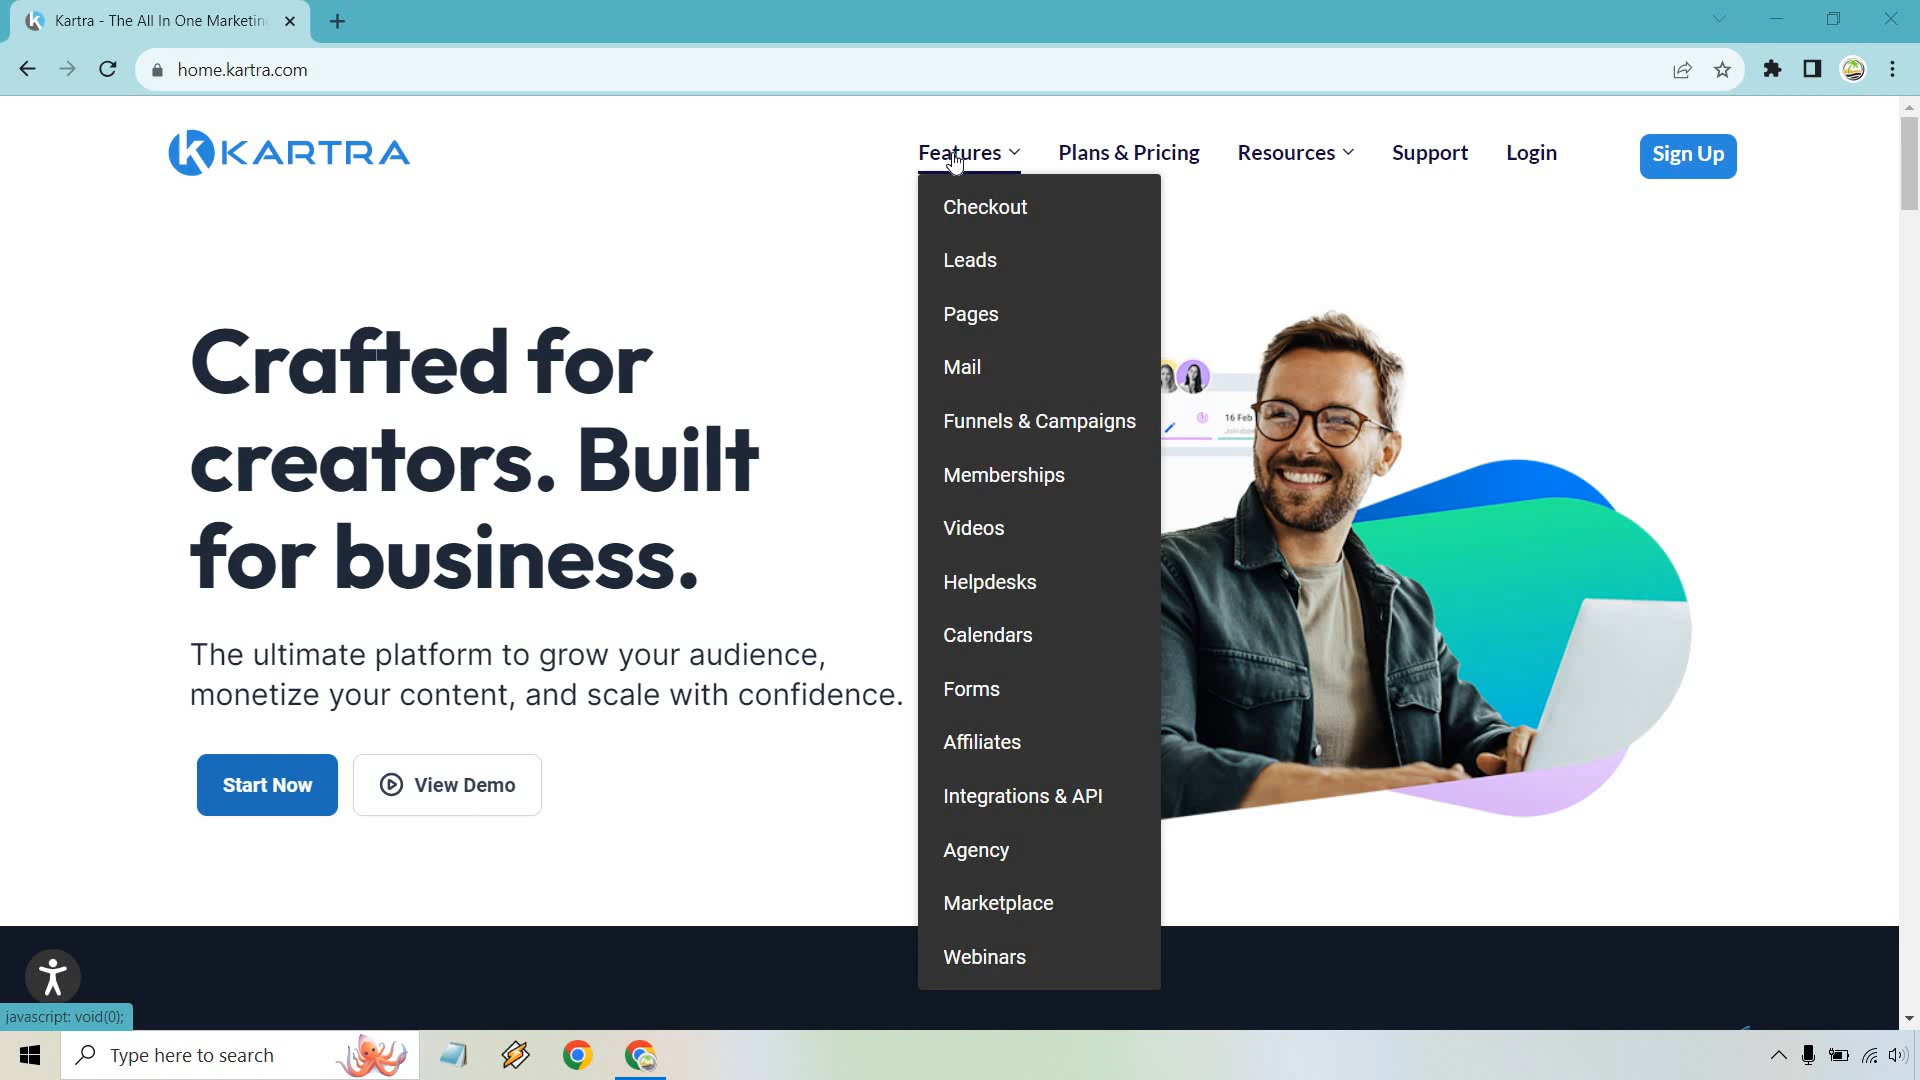 Kartra - The All In One Marketin
home.kartra.com
KARTRA
Features
Plans & Pricing
Resources
Support
Login
Sign Up
Checkout
Leads
Pages
Mail
Funnels & Campaigns
Memberships
Videos
Helpdesks
Calendars
Forms
Affiliates
Integrations & API
Agency
Marketplace
Webinars
Crafted for
creators. Built
for business.
The ultimate platform to grow your audience,
monetize your content, and scale with confidence.
Start Now
View Demo
16 Feb
Join date
javascript: void(0);
Type here to search